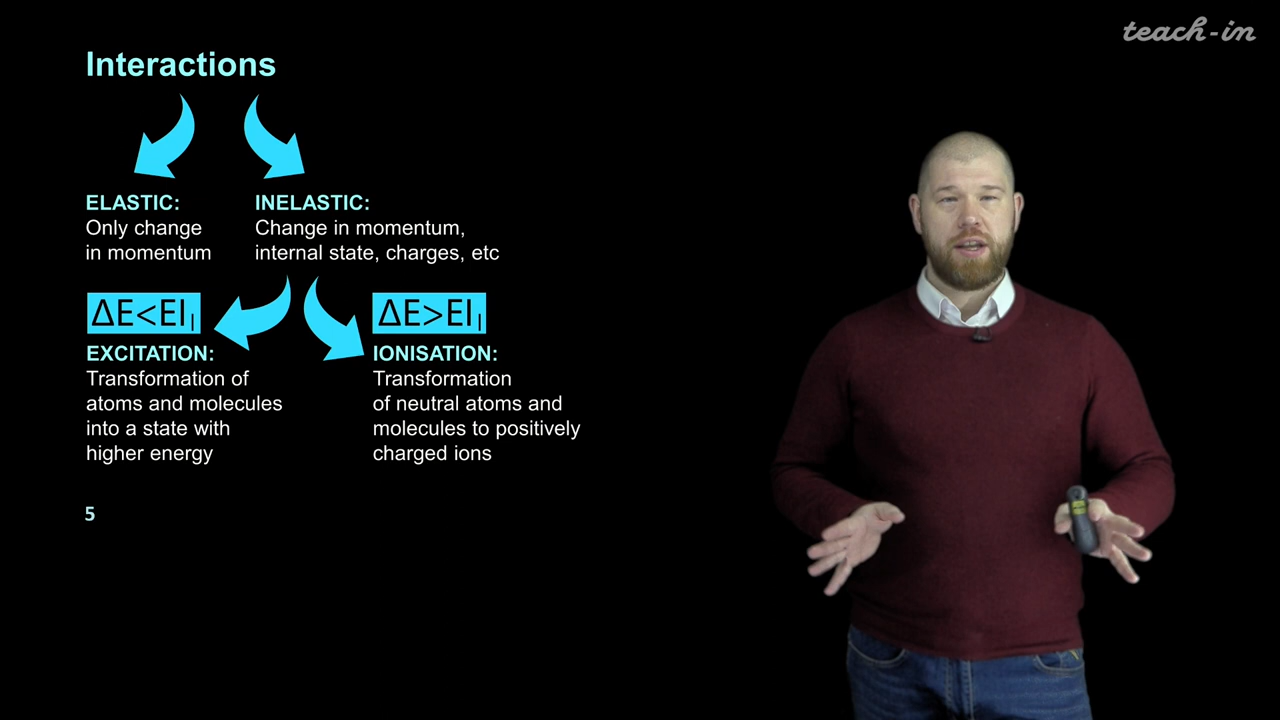 teach-in
Interactions
ELASTIC:
Only change
in momentum
INELASTIC:
Change in momentum,
internal state, charges, etc
ΔE<EI|
EXCITATION:
Transformation of
atoms and molecules
into a state with
higher energy
ΔE>EI|
IONISATION:
Transformation
of neutral atoms and
molecules to positively
charged ions
5